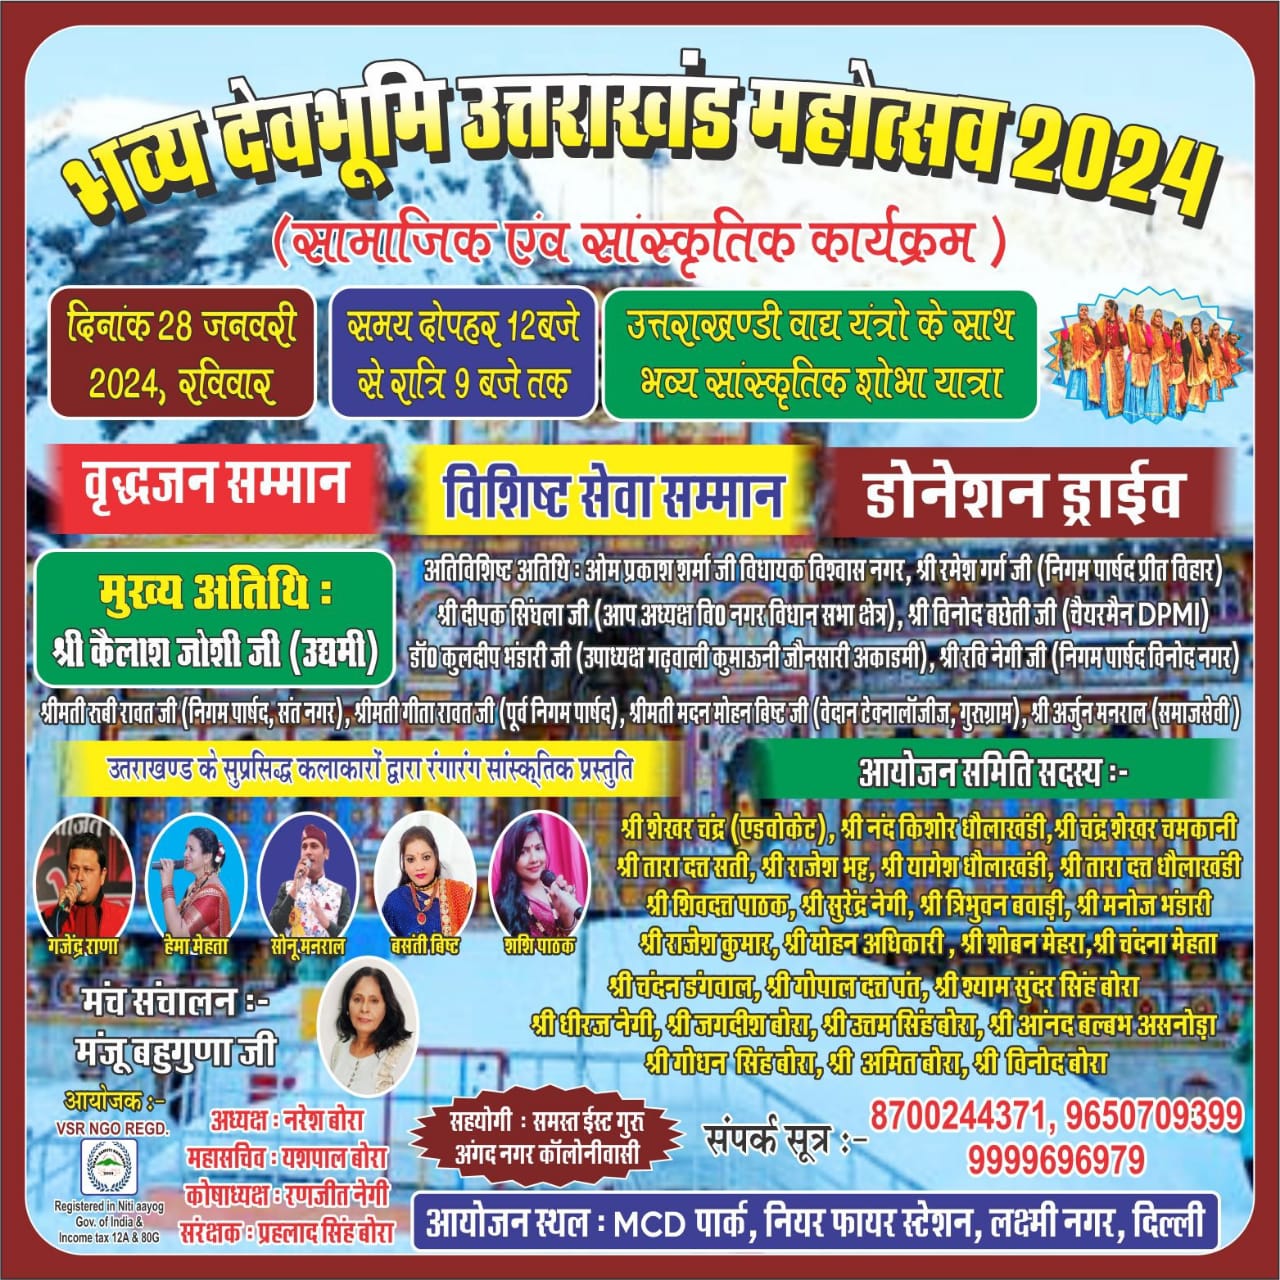 भव्य देवभूमि उत्तराखंड महोत्सव 2024
(सामाजिक एंव सांस्कृतिक कार्यक्रम )
दिनांक 28 जनवरी
2024, रविवार
समय दोपहर 12बजे
से रात्रि 9 बजे तक
उत्तराखण्डी वाद्य यंत्रो के साथ
भव्य सांस्कृतिक शोभा यात्रा
वृद्धजन सम्मान
विशिष्ट सेवा सम्मान
डोनेशन ड्राईव
मुख्य अतिथि :
श्री कैलाश जोशी जी (उद्यमी)
अतिविशिष्ट अतिथि : ओम प्रकाश शर्मा जी विधायक विश्वास नगर, श्री रमेश गर्ग जी (निगम पार्षद प्रीत विहार)
श्री दीपक सिंघला जी (आप अध्यक्ष वि0 नगर विधान सभा क्षेत्र), श्री विनोद बछेती जी (चैयरमैन DPMI)
डॉ0 कुलदीप भंडारी जी (उपाध्यक्ष गढ़वाली कुमाऊनी जौनसारी अकाडमी), श्री रवि नेगी जी (निगम पार्षद विनोद नगर)
श्रीमती रूबी रावत जी (निगम पार्षद, संत नगर), श्रीमती गीता रावत जी (पूर्व निगम पार्षद), श्रीमती मदन मोहन बिष्ट जी (वेदान टेक्नालॉजीज, गुरुग्राम), श्री अर्जुन मनराल (समाजसेवी)
उतराखण्ड के सुप्रसिद्ध कलाकारों द्वारा रंगारंग सांस्कृतिक प्रस्तुति
गजेंद्र राणा
हेमा मेहता
सोनू मनराल
बसंती बिष्ट
शशि पाठक
मंच संचालन :-
मंजू बहुगुणा जी
आयोजन समिति सदस्य :-
श्री शेखर चंद्र (एडवोकेट), श्री नंद किशोर धौलाखंडी, श्री चंद्र शेखर चमकानी
श्री तारा दत्त सती, श्री राजेश भट्ट, श्री यागेश धौलाखंडी, श्री तारा दत्त धौलाखंडी
श्री शिवदत्त पाठक, श्री सुरेंद्र नेगी, श्री त्रिभुवन बवाड़ी, श्री मनोज भंडारी
श्री राजेश कुमार, श्री मोहन अधिकारी , श्री शोबन मेहरा, श्री चंदना मेहता
श्री चंदन डंगवाल, श्री गोपाल दत्त पंत, श्री श्याम सुंदर सिंह बोरा
श्री धीरज नेगी, श्री जगदीश बोरा, श्री उत्तम सिंह बोरा, श्री आंनद बल्बभ असनोड़ा
श्री गोधन सिंह बोरा, श्री अमित बोरा, श्री विनोद बोरा
आयोजक :-
VSR NGO REGD.
Registered in Niti aayog
Gov. of India &
Income tax 12A & 80G
अध्यक्ष : नरेश बोरा
महासचिव : यशपाल बोरा
कोषाध्यक्ष : रणजीत नेगी
संरक्षक : प्रहलाद सिंह बोरा
सहयोगी : समस्त ईस्ट गुरु
अंगद नगर कॉलोनीवासी
संपर्क सूत्र :- 8700244371, 9650709399
9999696979
आयोजन स्थल : MCD पार्क, नियर फायर स्टेशन, लक्ष्मी नगर, दिल्ली